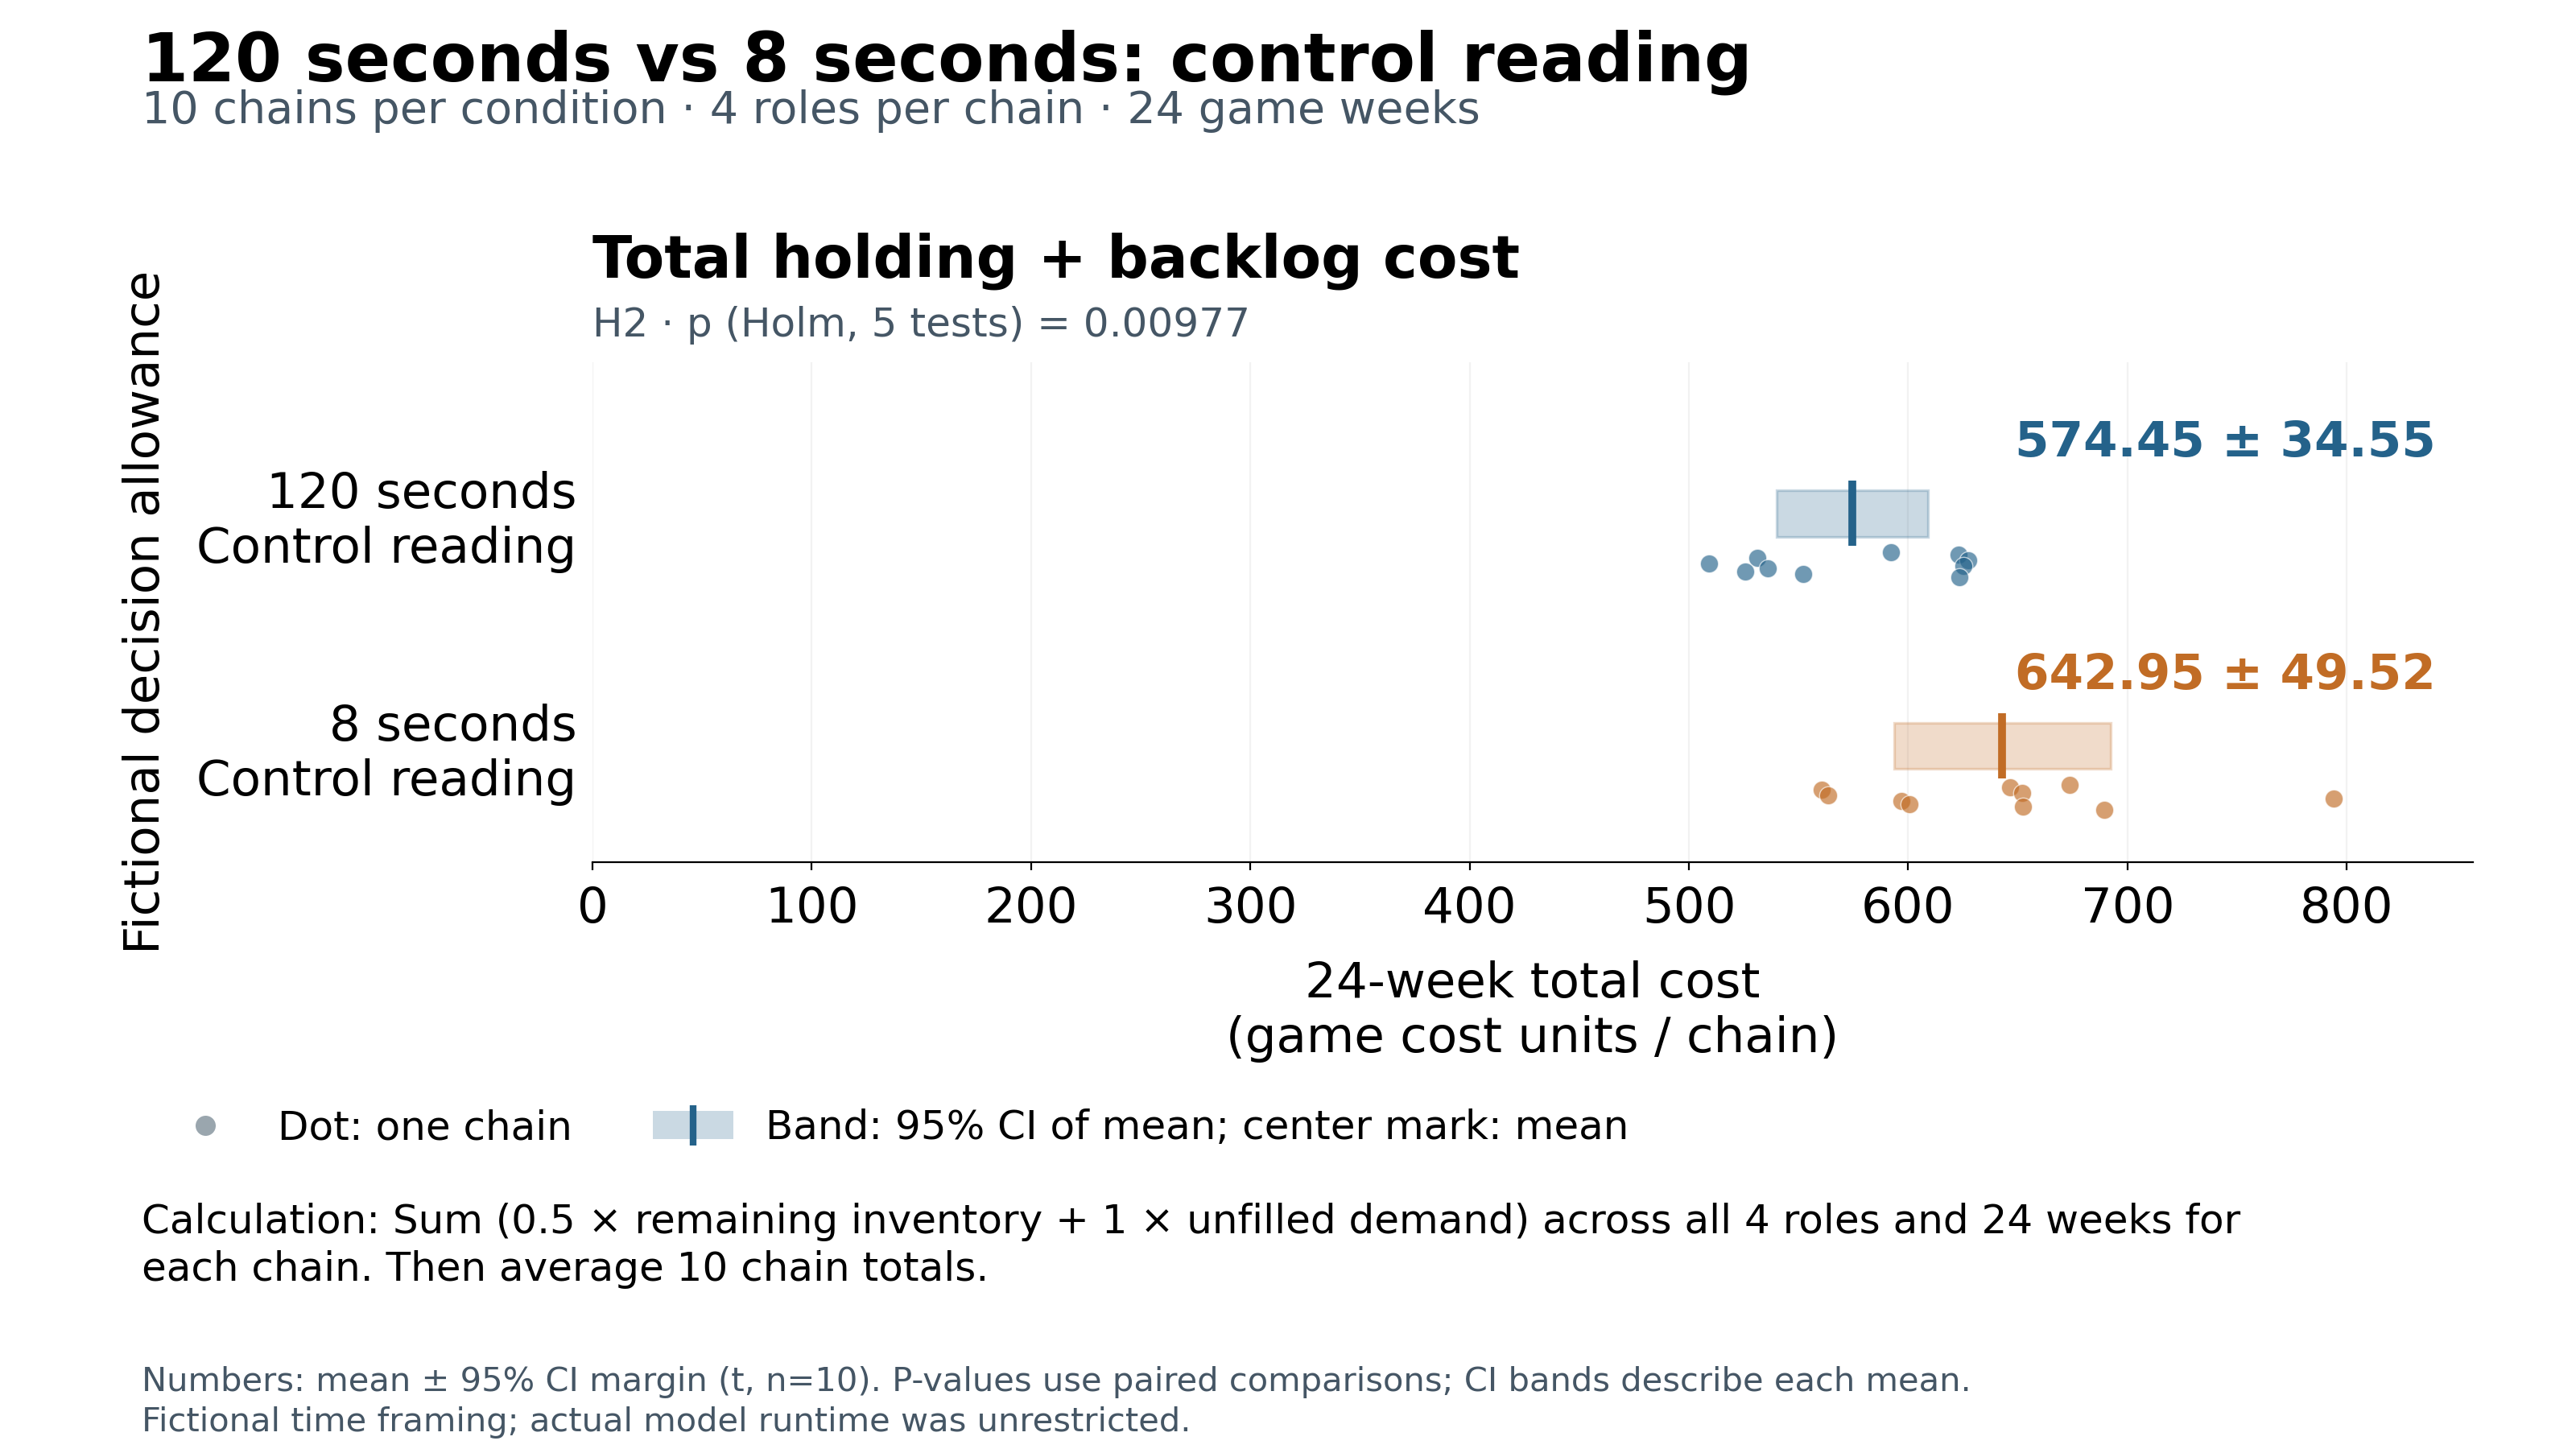 120 seconds vs 8 seconds: control reading
10 chains per condition · 4 roles per chain · 24 game weeks
Total holding + backlog cost
H2 · p (Holm, 5 tests) = 0.00977
Fictional decision allowance
574.45 ± 34.55
120 seconds
Control reading
642.95 ± 49.52
8 seconds
Control reading
0 100 200 300 400 500 600 700 800
24-week total cost
(game cost units / chain)
Dot: one chain
Band: 95% CI of mean; center mark: mean
Calculation: Sum (0.5 × remaining inventory + 1 × unfilled demand) across all 4 roles and 24 weeks for
each chain. Then average 10 chain totals.
Numbers: mean ± 95% CI margin (t, n=10). P-values use paired comparisons; CI bands describe each mean.
Fictional time framing; actual model runtime was unrestricted.